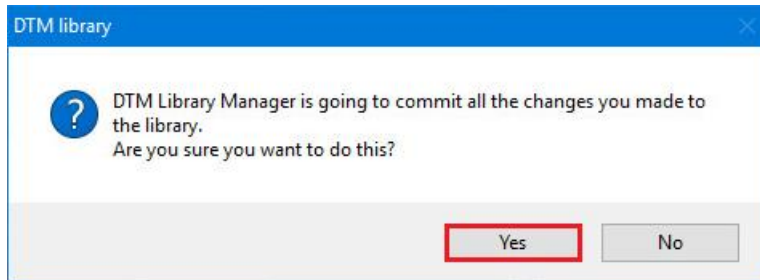 DTM library
DTM Library Manager is going to commit all the changes you made to
the library.
Are you sure you want to do this?
Yes
No